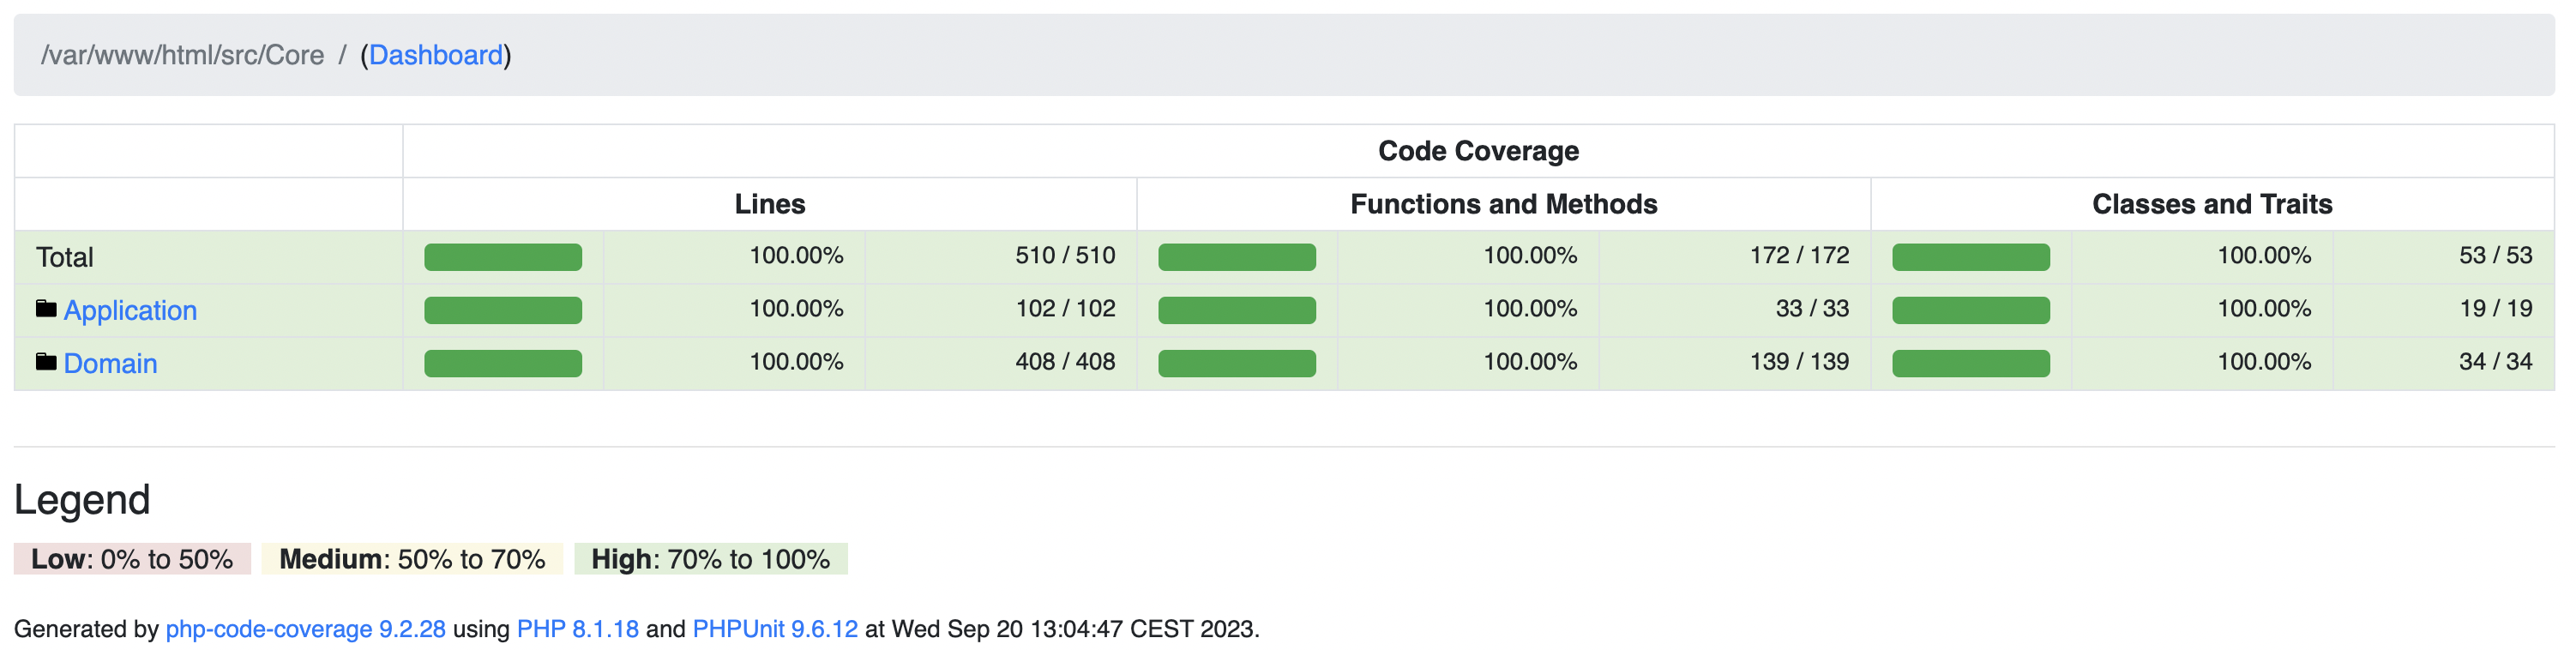 /var/www/html/src/Core / (Dashboard)
Code Coverage
Lines Functions and Methods Classes and Traits
Total 100.00% 510 / 510 100.00% 172 / 172 100.00% 53 / 53
Application 100.00% 102 / 102 100.00% 33 / 33 100.00% 19 / 19
Domain 100.00% 408 / 408 100.00% 139 / 139 100.00% 34 / 34
Legend
Low: 0% to 50% Medium: 50% to 70% High: 70% to 100%
Generated by php-code-coverage 9.2.28 using PHP 8.1.18 and PHPUnit 9.6.12 at Wed Sep 20 13:04:47 CEST 2023.